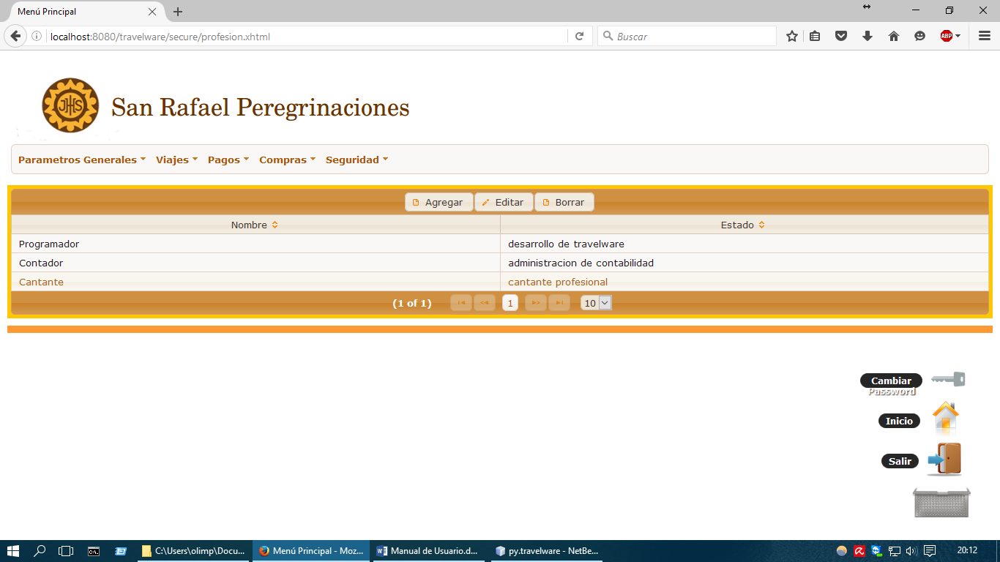 Menú Principal
localhost:8080/travelware/secure/profesion.xhtml
Buscar
ABP
JHS
San Rafael Peregrinaciones
Parametros Generales Viajes Pagos Compras Seguridad
Agregar Editar Borrar
Nombre Estado
Programador desarrollo de travelware
Contador administracion de contabilidad
Cantante cantante profesional
(1 of 1) 1 10
Cambiar
Password
Inicio
Salir
C:\Users\olimp\Docu... Menú Principal - Moz... Manual de Usuario.d... py.travelware - NetBe... 20:12